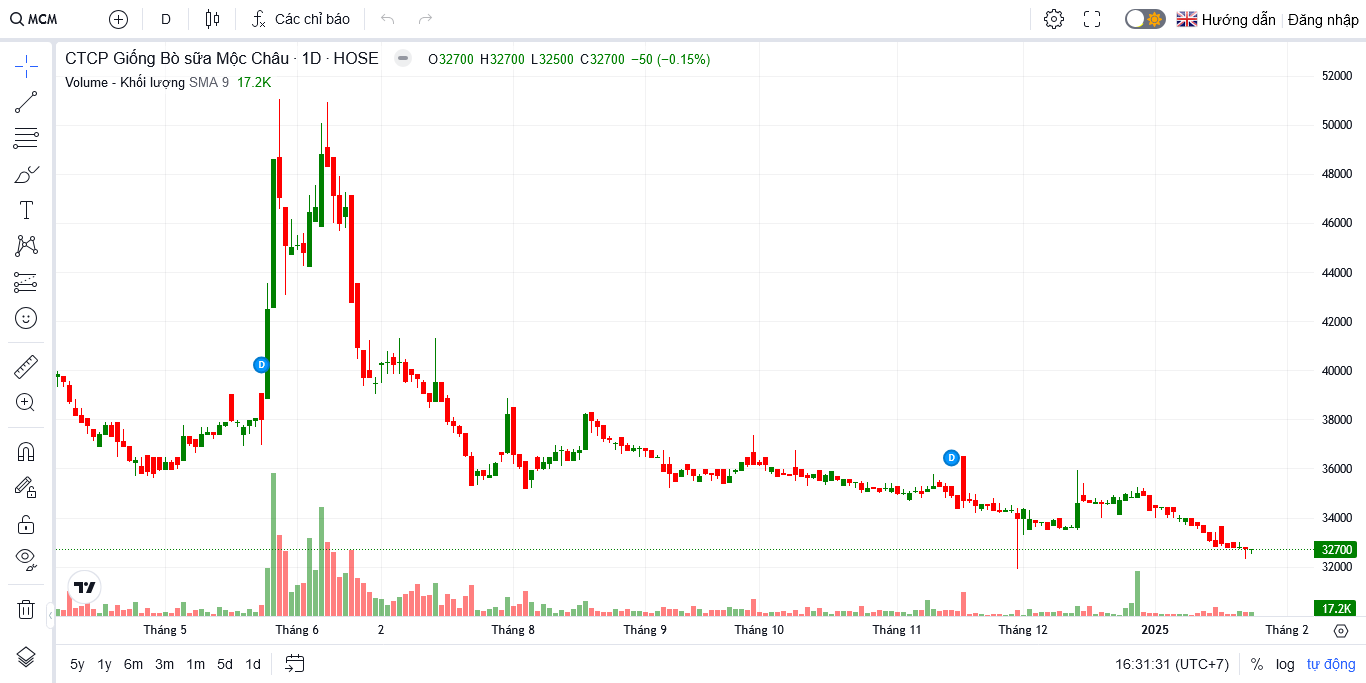 MCM D Các chỉ báo Hướng dẫn Đăng nhập
CTCP Giống Bò sữa Mộc Châu · 1D · HOSE O32700 H32700 L32500 C32700 −50 (−0.15%)
Volume - Khối lượng SMA 9 17.2K
52000
50000
48000
46000
44000
42000
40000
D
38000
36000
D
34000
32700
32000
17.2K
Tháng 5 Tháng 6 2 Tháng 8 Tháng 9 Tháng 10 Tháng 11 Tháng 12 2025 Tháng 2
5y 1y 6m 3m 1m 5d 1d 16:31:31 (UTC+7) % log tự động